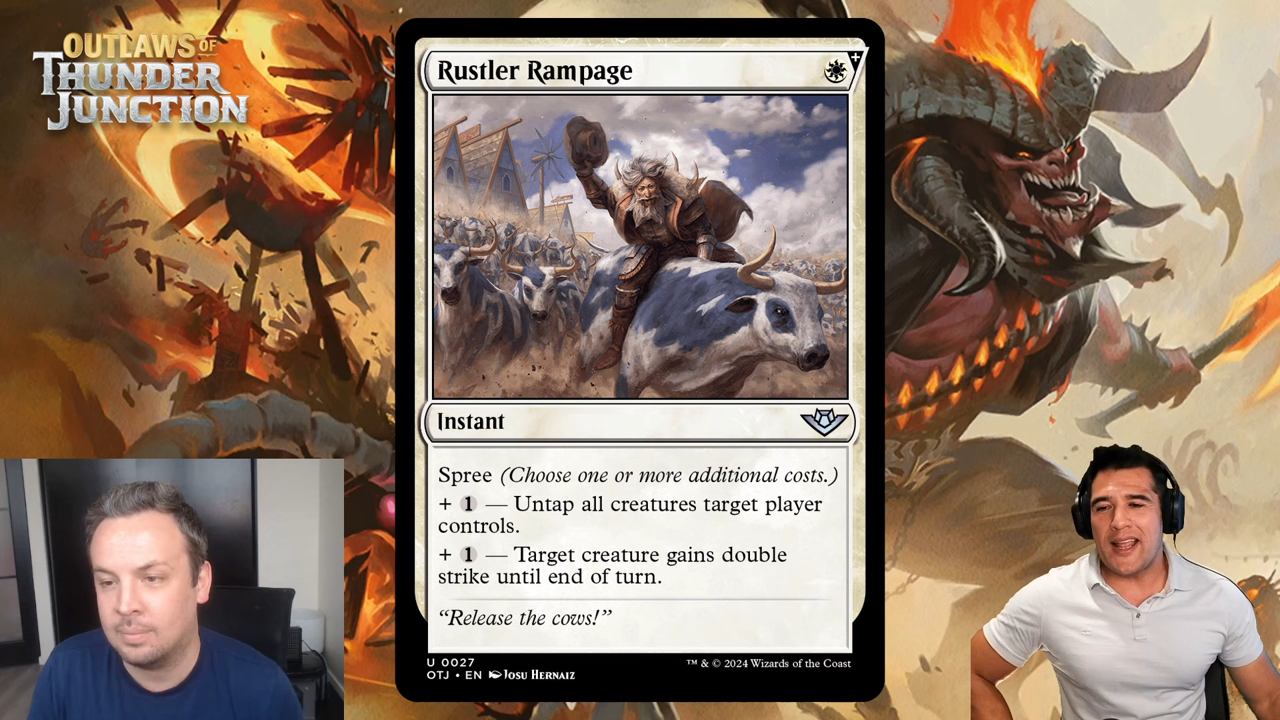 OUTLAWS OF
THUNDER
JUNCTION
Rustler Rampage
Instant
Spree (Choose one or more additional costs.)
+ 1 — Untap all creatures target player
controls.
+ 1 — Target creature gains double
strike until end of turn.
“Release the cows!”
U 0027
OTJ • EN Josu Hernaiz
™ & © 2024 Wizards of the Coast